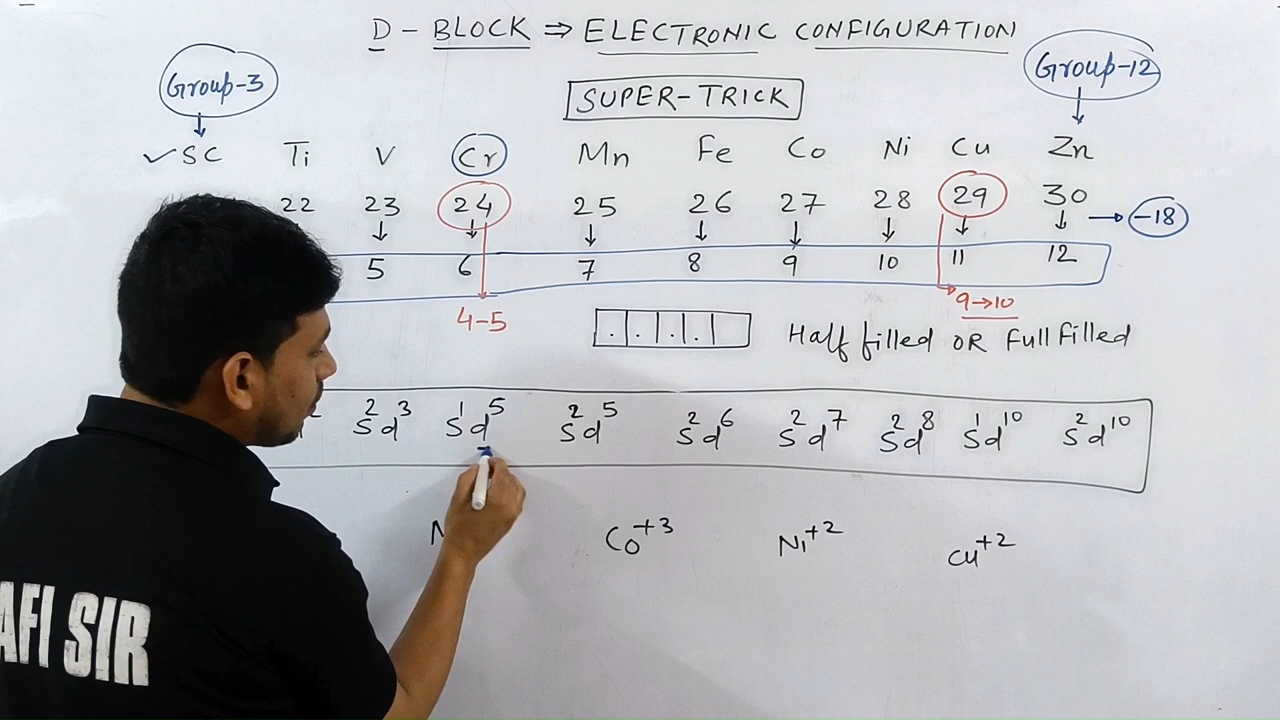 D - BLOCK ⇒ ELECTRONIC CONFIGURATION
Group-3
Group-12
SUPER-TRICK
✓SC Ti V Cr Mn Fe Co Ni Cu Zn
22 23 24 25 26 27 28 29 30 → -18
5 6 7 8 9 10 11 12
4-5
9→10
Half filled OR Full filled
s²d³ s¹d⁵ s²d⁵ s²d⁶ s²d⁷ s²d⁸ s¹d¹⁰ s²d¹⁰
Co⁺³ Ni⁺² Cu⁺²
AFI SIR